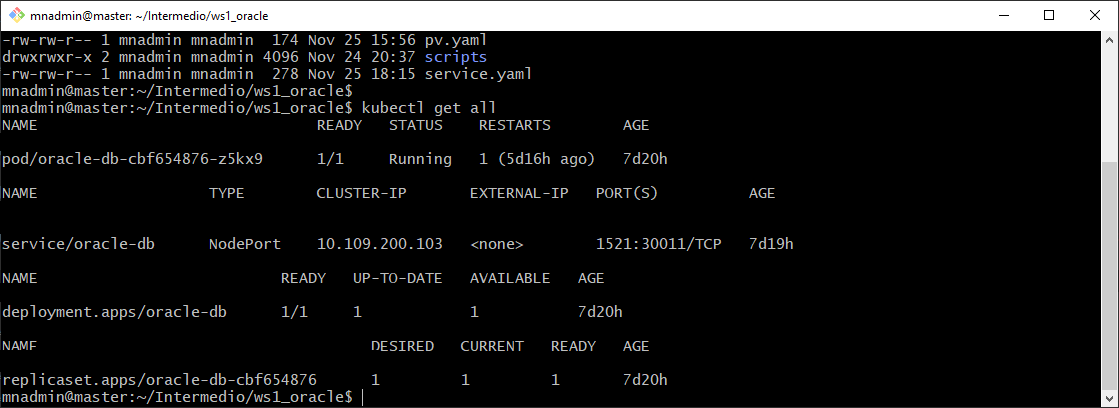 mnadmin@master: ~/Intermedio/ws1_oracle
-rw-rw-r-- 1 mnadmin mnadmin  174 Nov 25 15:56 pv.yaml
drwxrwxr-x 2 mnadmin mnadmin 4096 Nov 24 20:37 scripts
-rw-rw-r-- 1 mnadmin mnadmin  278 Nov 25 18:15 service.yaml
mnadmin@master:~/Intermedio/ws1_oracle$
mnadmin@master:~/Intermedio/ws1_oracle$ kubectl get all
NAME                               READY   STATUS    RESTARTS        AGE
pod/oracle-db-cbf654876-z5kx9      1/1     Running   1 (5d16h ago)   7d20h
NAME                   TYPE        CLUSTER-IP       EXTERNAL-IP   PORT(S)          AGE
service/oracle-db      NodePort    10.109.200.103   <none>        1521:30011/TCP   7d19h
NAME                           READY   UP-TO-DATE   AVAILABLE   AGE
deployment.apps/oracle-db      1/1     1            1           7d20h
NAME                                     DESIRED   CURRENT   READY   AGE
replicaset.apps/oracle-db-cbf654876      1         1         1       7d20h
mnadmin@master:~/Intermedio/ws1_oracle$